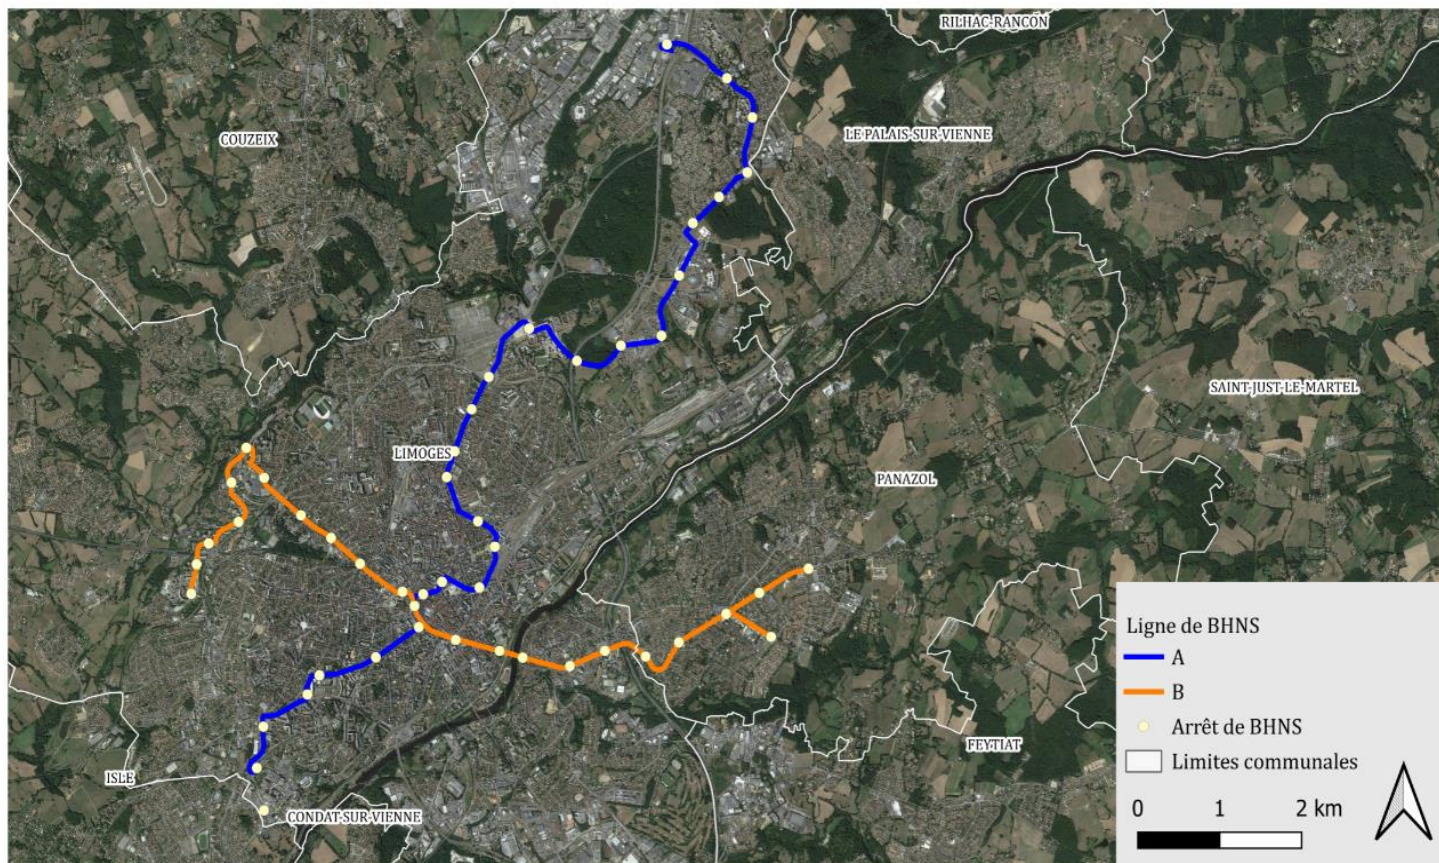 RILHAC-RANCON
COUZEIX
LE PALAIS-SUR-VIENNE
SAINT-JUST-LE-MARTEL
LIMOGES
PANAZOL
FEYTIAT
ISLE
CONDAT-SUR-VIENNE
Ligne de BHNS
A
B
Arrêt de BHNS
Limites communales
0 1 2 km